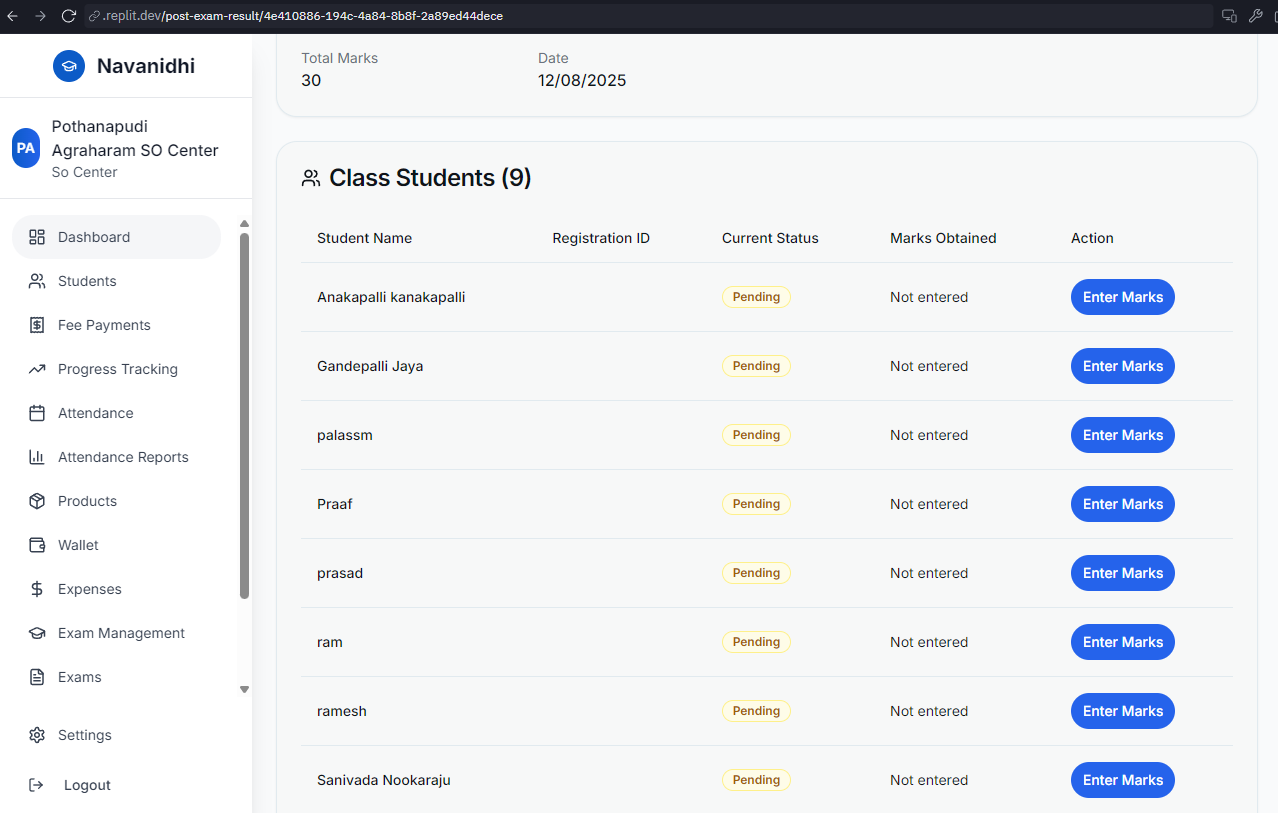 .replit.dev/post-exam-result/4e410886-194c-4a84-8b8f-2a89ed44dece
Navanidhi
PA
Pothanapudi
Agraharam SO Center
So Center
Dashboard
Students
Fee Payments
Progress Tracking
Attendance
Attendance Reports
Products
Wallet
Expenses
Exam Management
Exams
Settings
Logout
Total Marks Date
30 12/08/2025
Class Students (9)
Student Name Registration ID Current Status Marks Obtained Action
Anakapalli kanakapalli Pending Not entered Enter Marks
Gandepalli Jaya Pending Not entered Enter Marks
palassm Pending Not entered Enter Marks
Praaf Pending Not entered Enter Marks
prasad Pending Not entered Enter Marks
ram Pending Not entered Enter Marks
ramesh Pending Not entered Enter Marks
Sanivada Nookaraju Pending Not entered Enter Marks